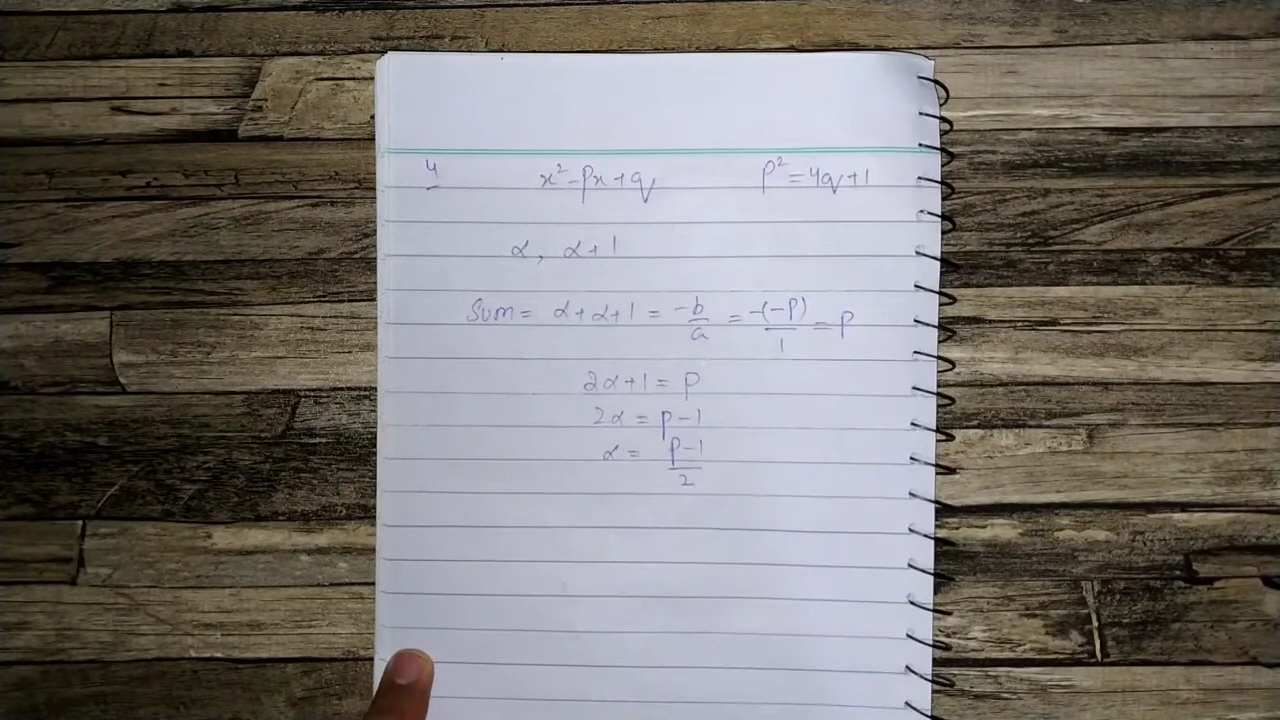 4 x² - px + q p² = 4q + 1
α, α + 1
Sum = α + α + 1 = -b/a = -(-p)/1 = p
2α + 1 = p
2α = p - 1
α = p-1/2